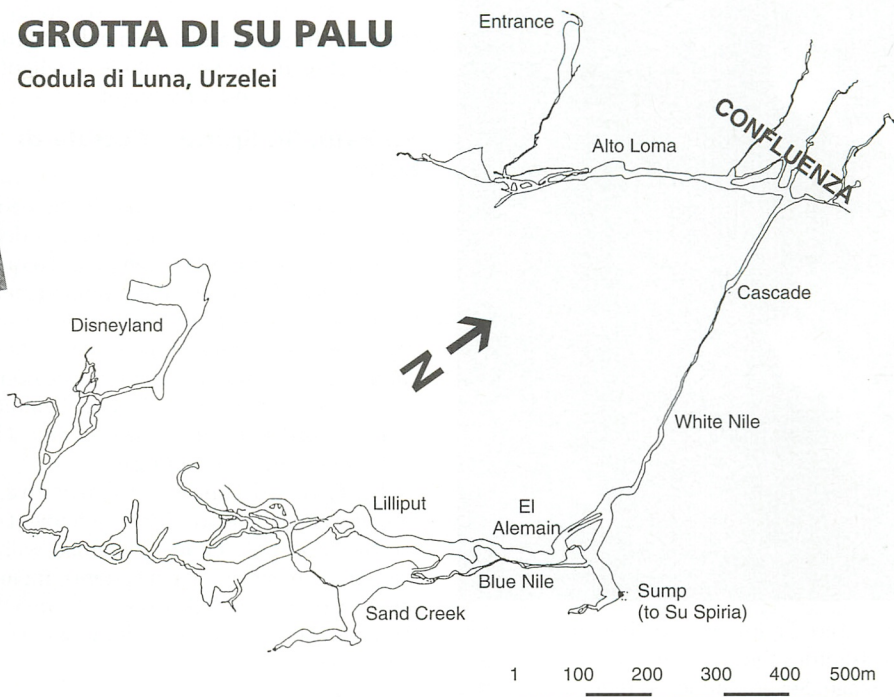 GROTTA DI SU PALU
Codula di Luna, Urzelei
Entrance
Alto Loma
CONFLUENZA
Cascade
Disneyland
N
White Nile
Lilliput
El
Alemain
Blue Nile
Sump
(to Su Spiria)
Sand Creek
1 100 200 300 400 500m